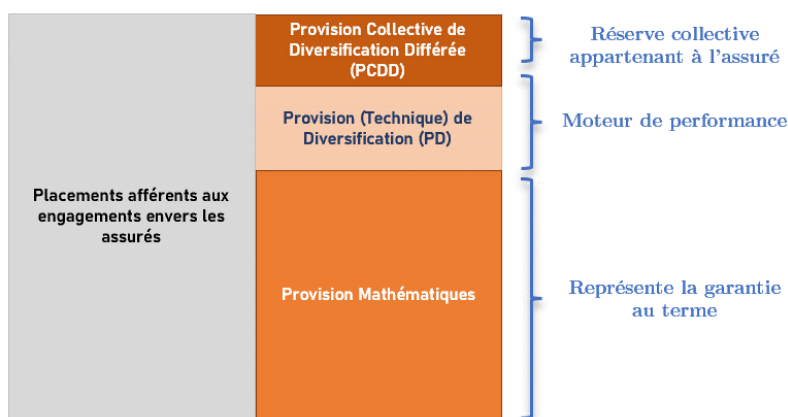 Placements afférents aux
engagements envers les
assurés
Provision Collective de
Diversification Différée
(PCDD)
Provision (Technique) de
Diversification (PD)
Provision Mathématiques
Réserve collective
appartenant à l'assuré
Moteur de performance
Représente la garantie
au terme